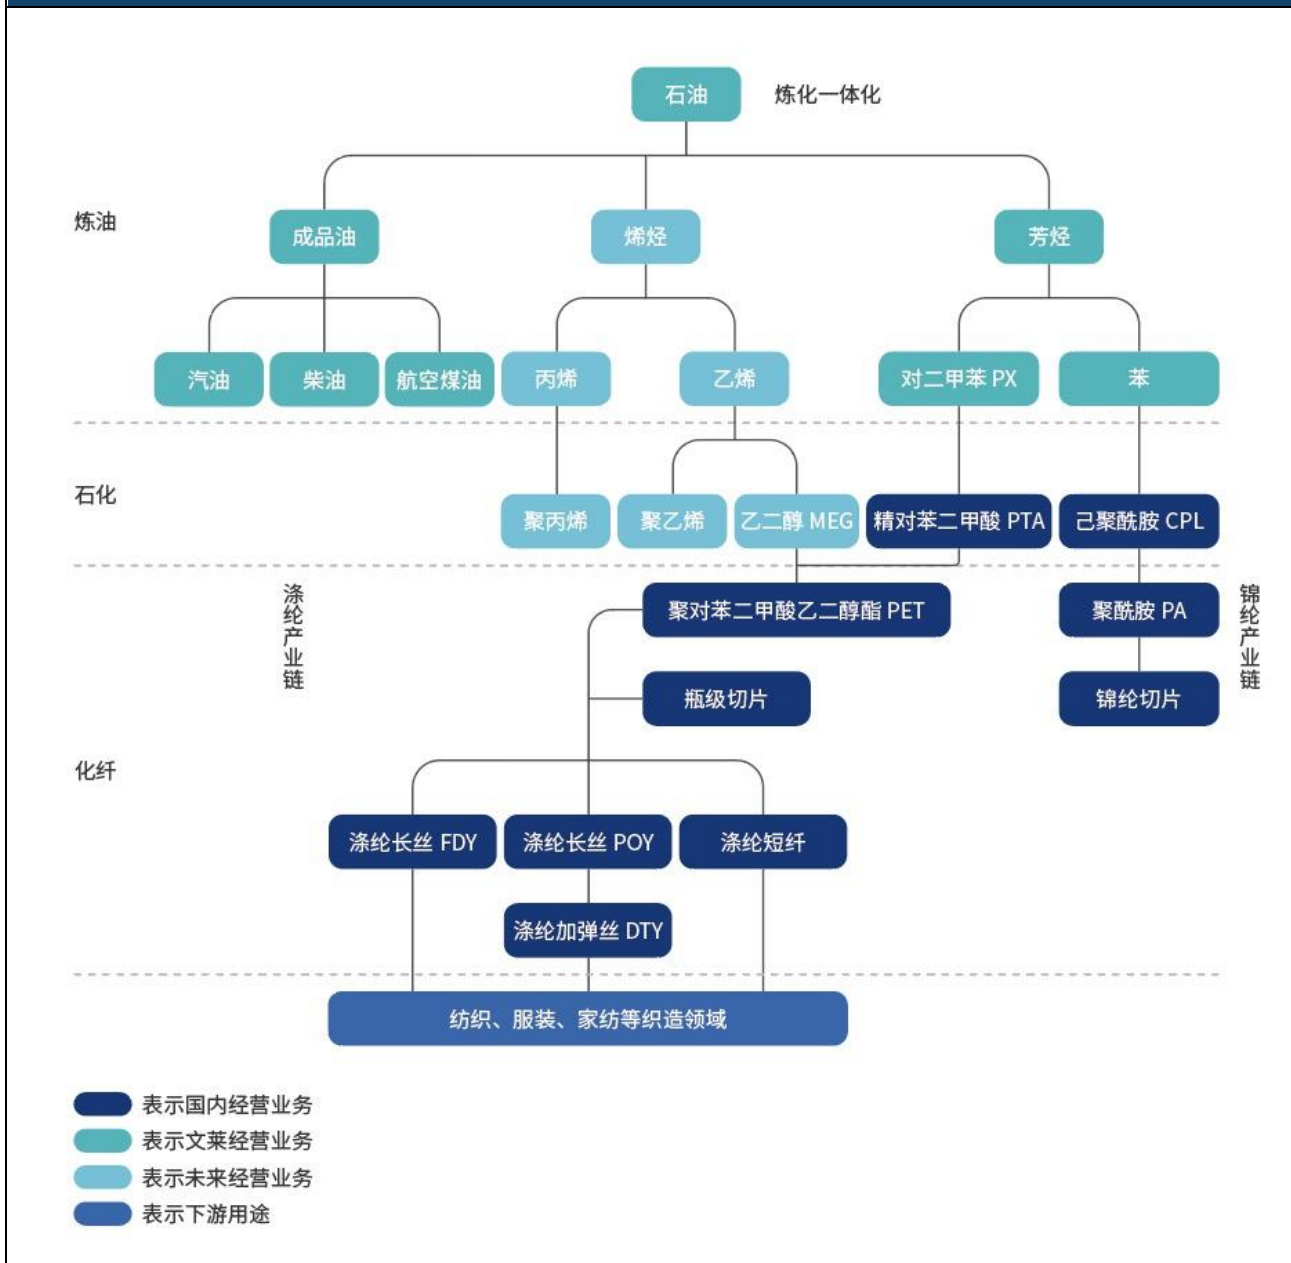 石油
炼化一体化
炼油
成品油
烯烃
芳烃
汽油
柴油
航空煤油
丙烯
乙烯
对二甲苯 PX
苯
石化
聚丙烯
聚乙烯
乙二醇 MEG
精对苯二甲酸 PTA
己聚酰胺 CPL
涤纶产业链
聚对苯二甲酸乙二醇酯 PET
聚酰胺 PA
锦纶产业链
瓶级切片
锦纶切片
化纤
涤纶长丝 FDY
涤纶长丝 POY
涤纶短纤
涤纶加弹丝 DTY
纺织、服装、家纺等织造领域
表示国内经营业务
表示文莱经营业务
表示未来经营业务
表示下游用途